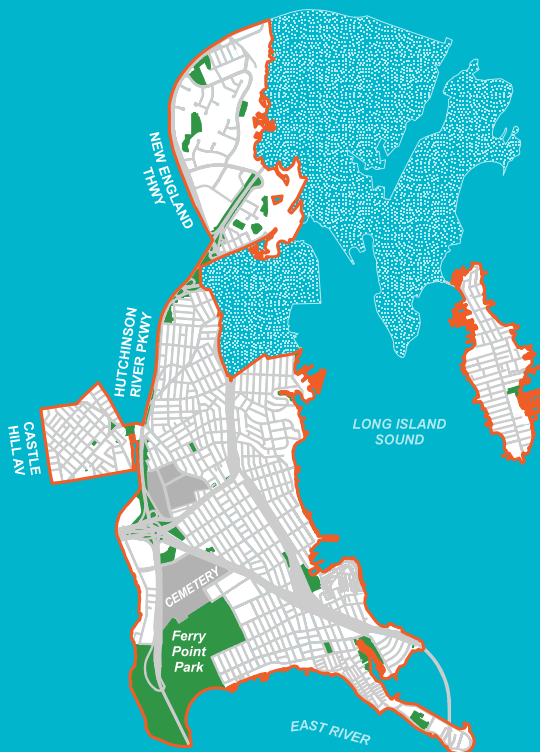 NEW ENGLAND
THWY
HUTCHINSON
RIVER PKWY
CASTLE
HILL AV
LONG ISLAND
SOUND
CEMETERY
Ferry
Point
Park
EAST RIVER